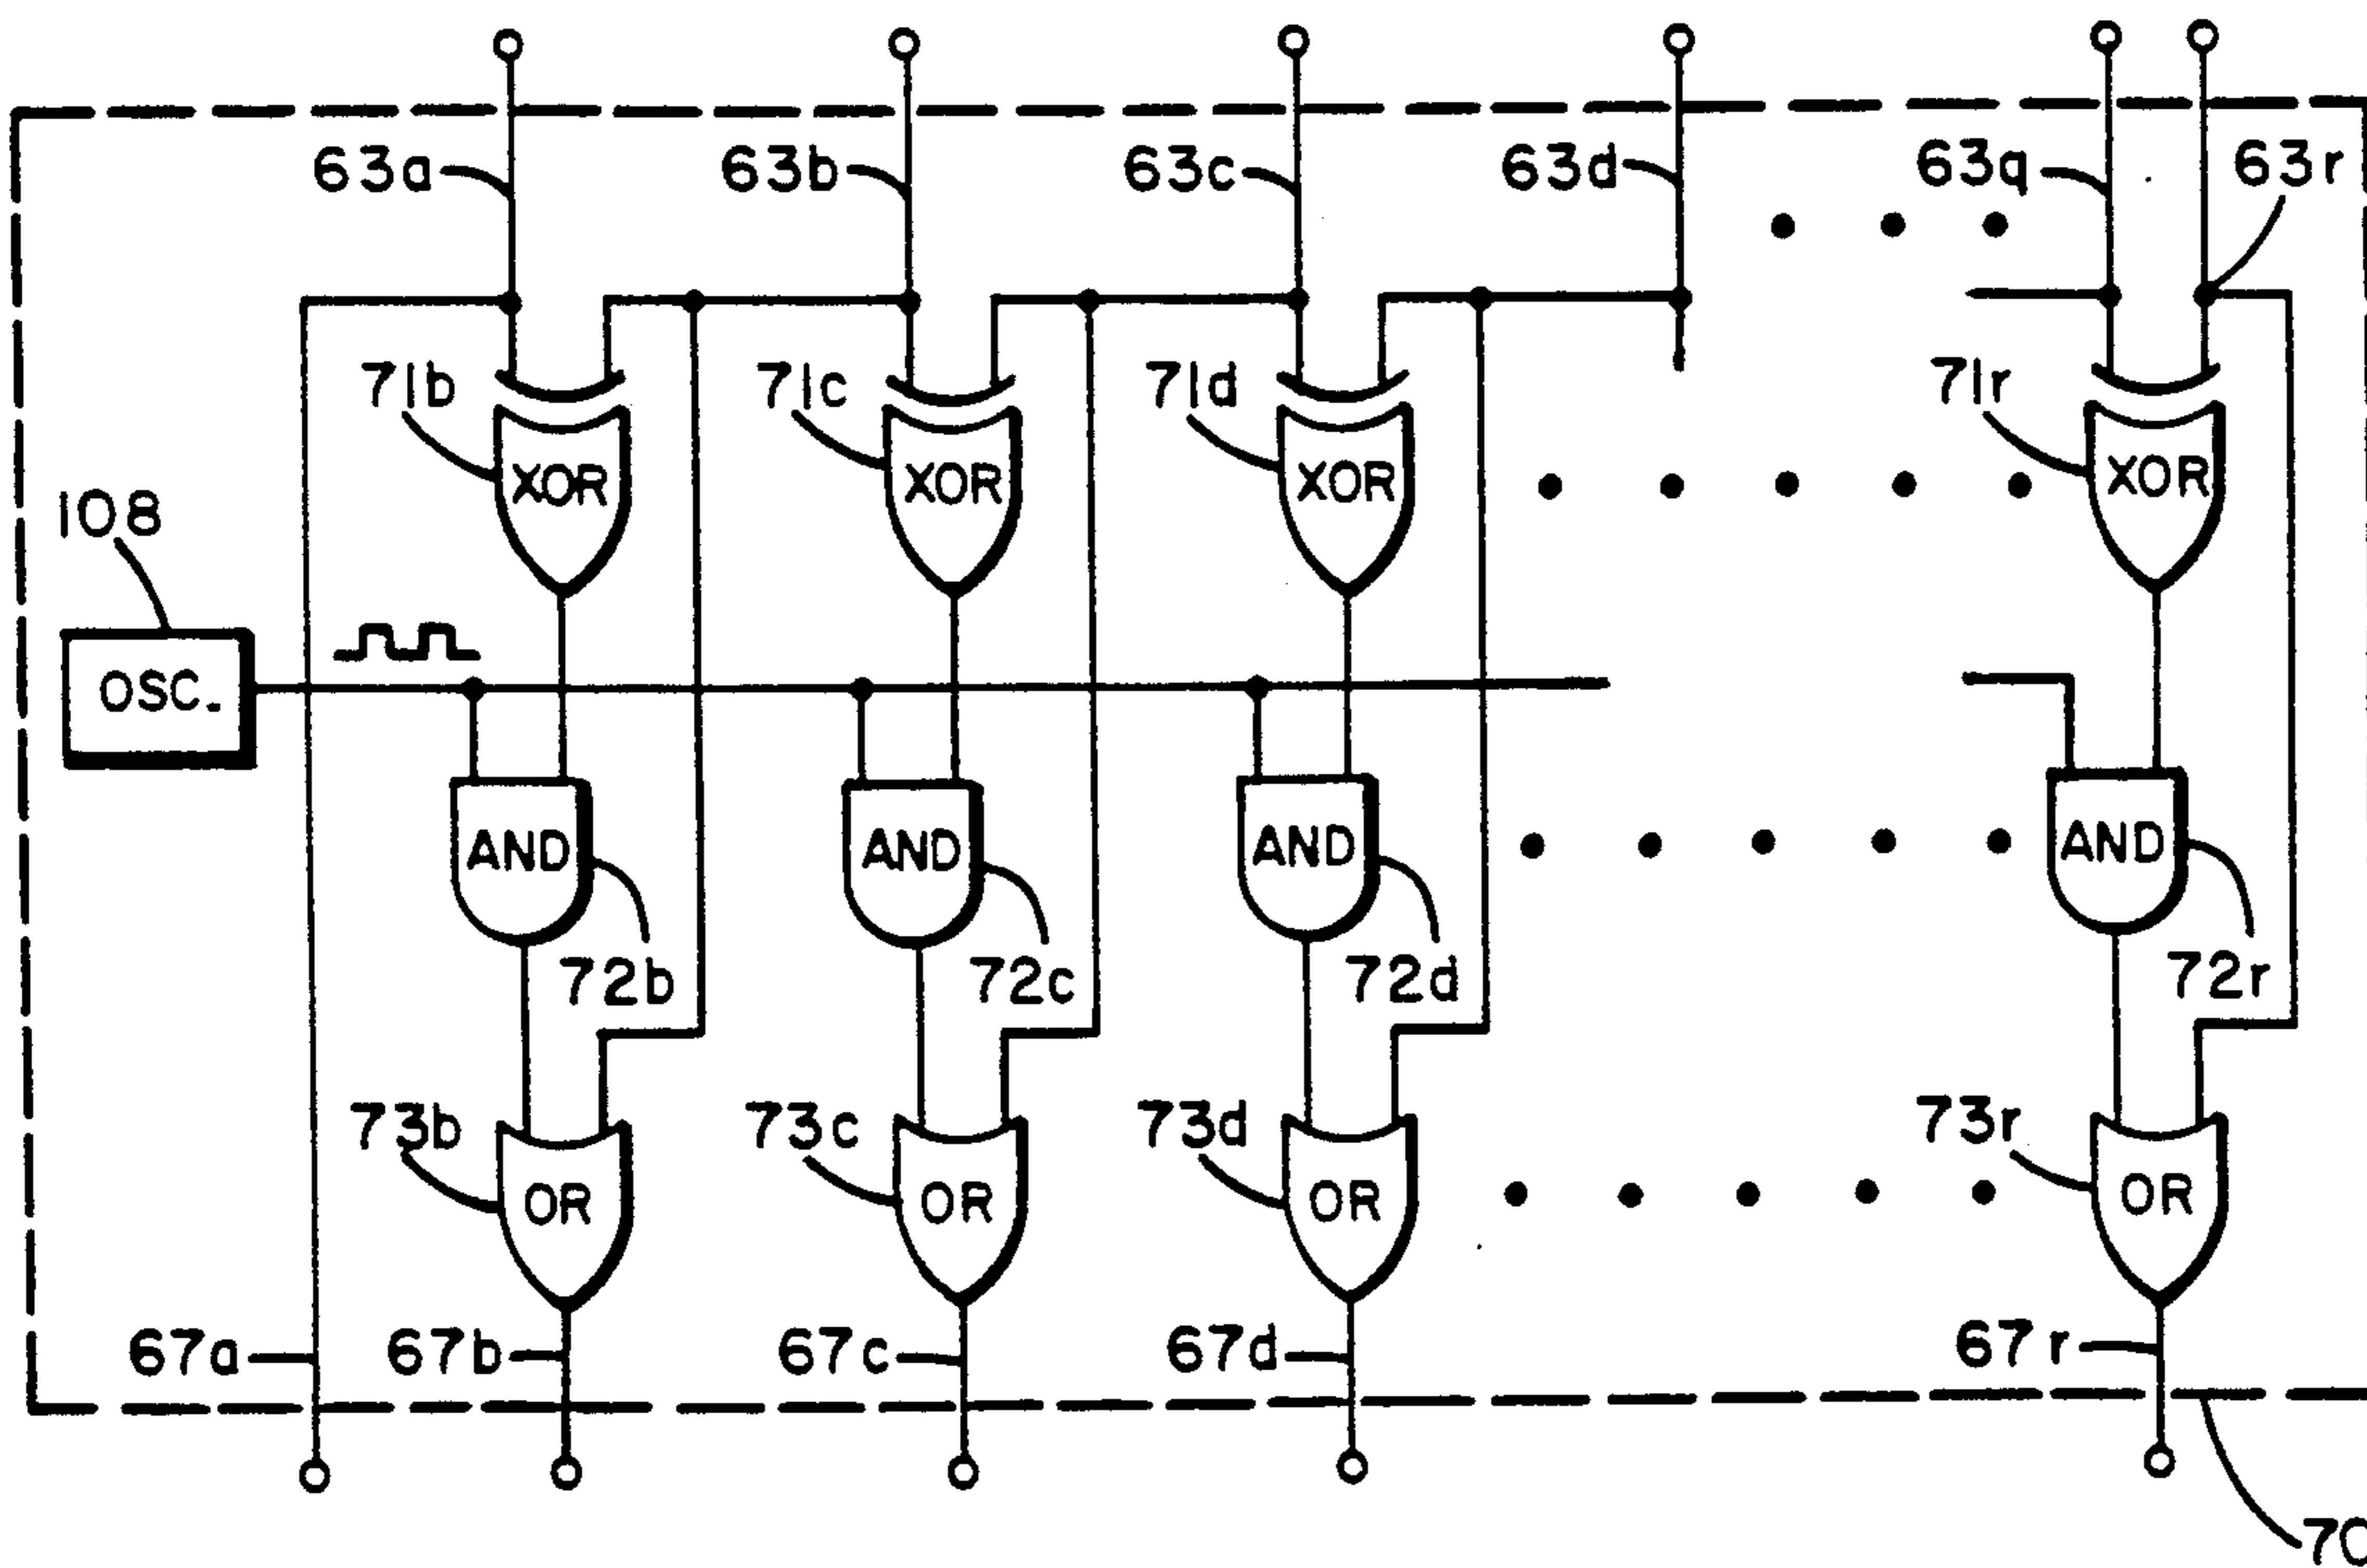 63a 63b 63c 63d 63q 63r
71b 71c 71d 71r
XOR XOR XOR XOR
108
OSC.
AND AND AND AND
72b 72c 72d 72r
73b 73c 73d 73r
OR OR OR OR
67a 67b 67c 67d 67r
70